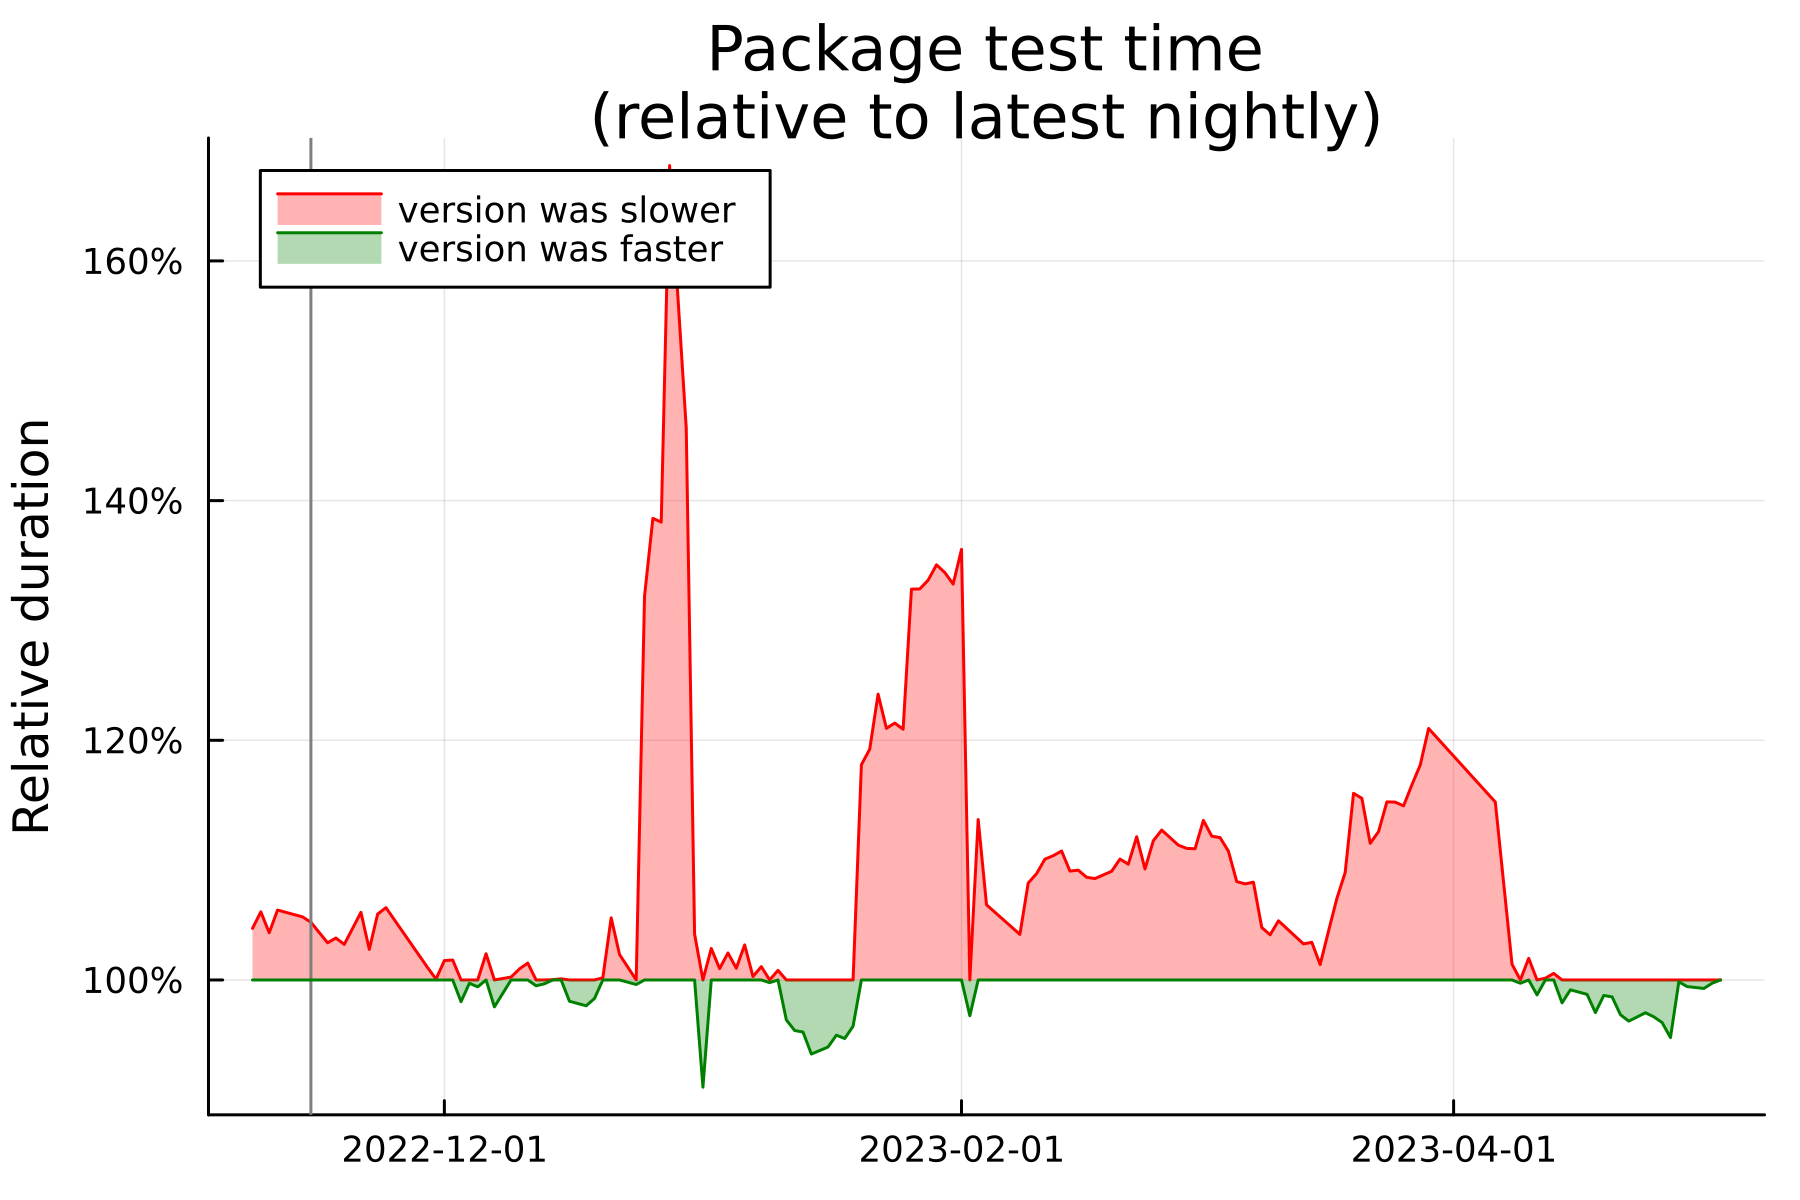 Package test time
(relative to latest nightly)
version was slower
version was faster
160%
140%
120%
100%
Relative duration
2022-12-01
2023-02-01
2023-04-01